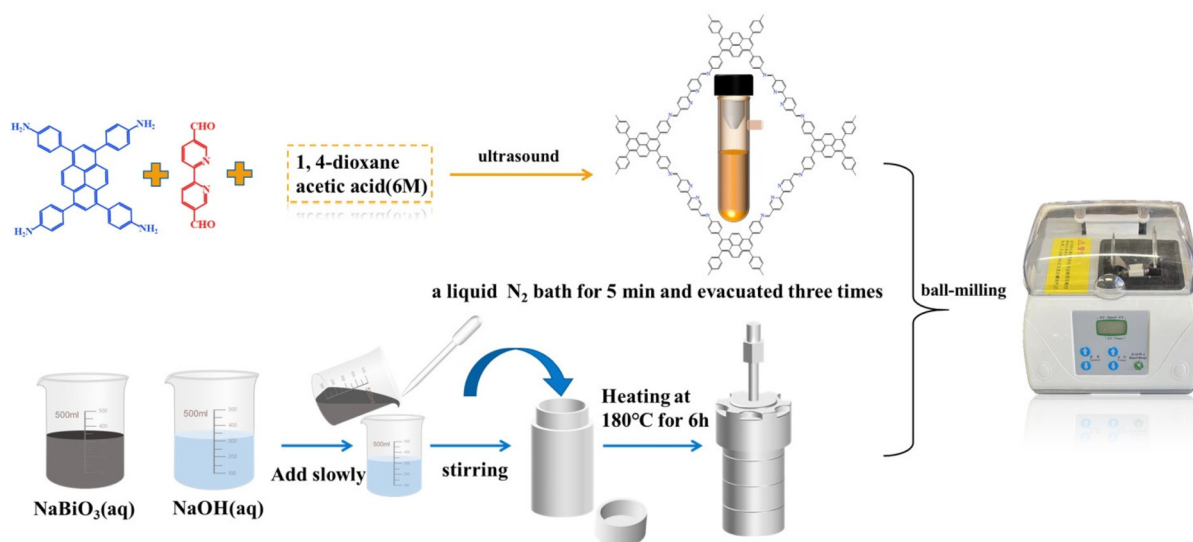 H₂N
NH₂
H₂N
NH₂
CHO
N
N
CHO
1, 4-dioxane
acetic acid(6M)
ultrasound
a liquid N₂ bath for 5 min and evacuated three times
ball-milling
500ml
500ml
NaBiO₃(aq)
NaOH(aq)
Add slowly
500ml
stirring
Heating at
180℃ for 6h